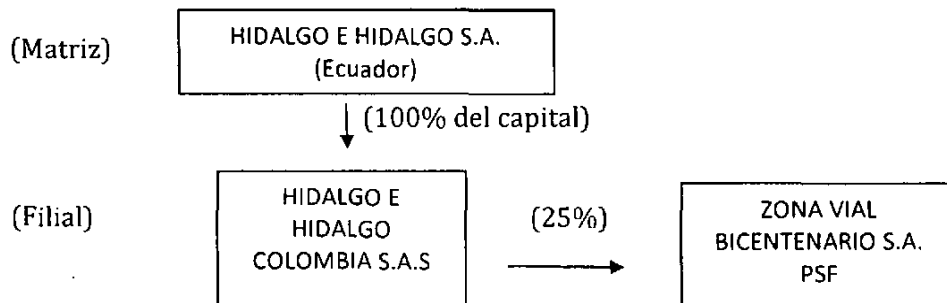 (Matriz)
HIDALGO E HIDALGO S.A.
(Ecuador)
(100% del capital)
(Filial)
HIDALGO E
HIDALGO
COLOMBIA S.A.S
(25%)
ZONA VIAL
BICENTENARIO S.A.
PSF